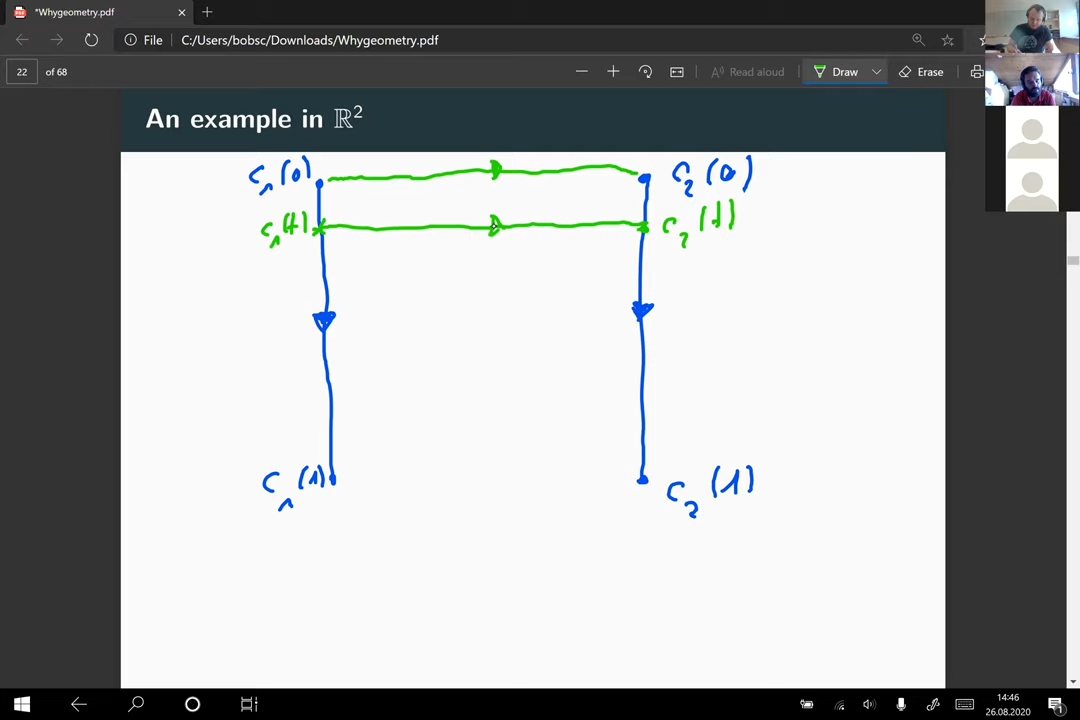 *Whygeometry.pdf
File C:/Users/bobsc/Downloads/Whygeometry.pdf
22 of 68 Read aloud Draw Erase
An example in ℝ²
c₁(0) c₂(0)
c₁(t) c₂(t)
c₁(1) c₂(1)
14:46
26.08.2020